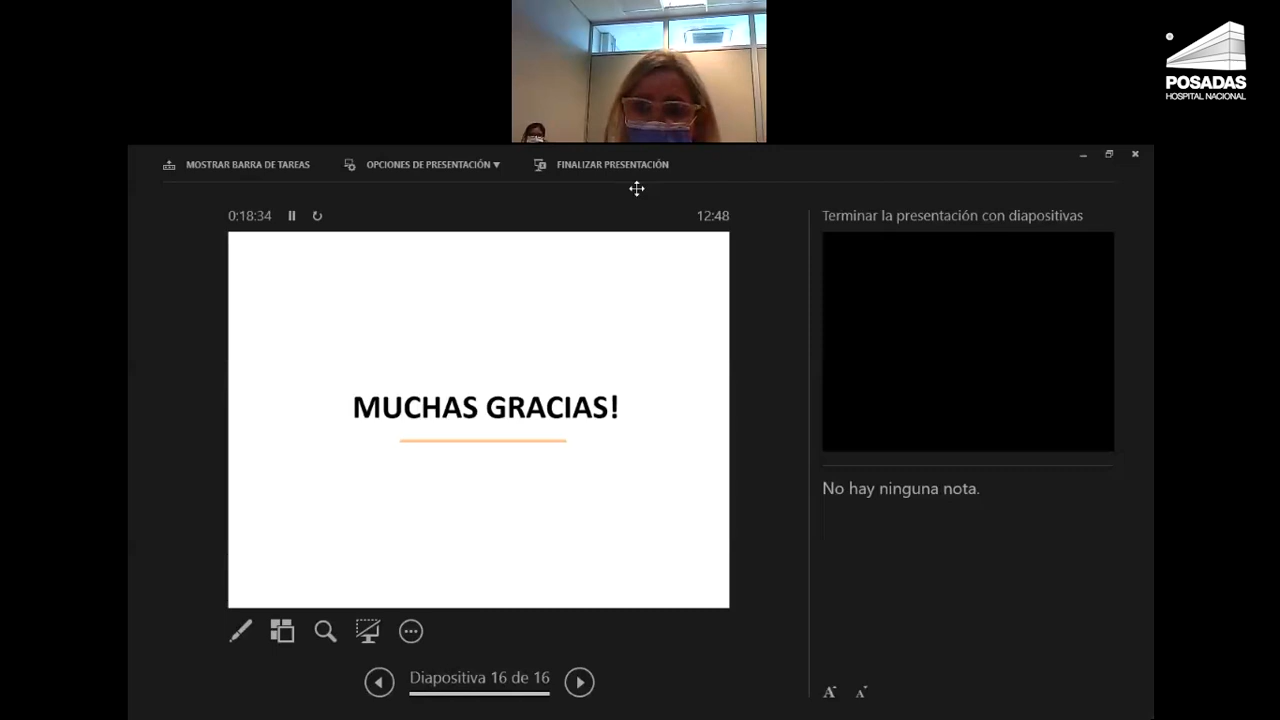 POSADAS
HOSPITAL NACIONAL
MOSTRAR BARRA DE TAREAS
OPCIONES DE PRESENTACIÓN
FINALIZAR PRESENTACIÓN
0:18:34
12:48
Terminar la presentación con diapositivas
MUCHAS GRACIAS!
No hay ninguna nota.
Diapositiva 16 de 16
A A